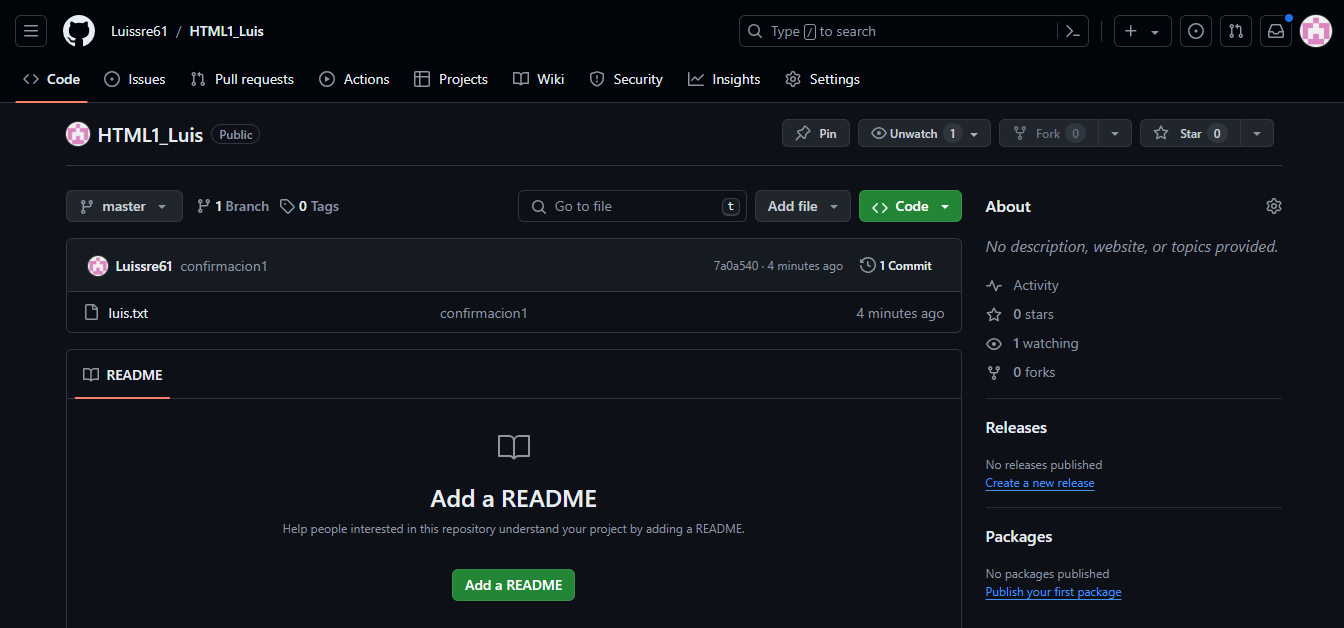 Luissre61 / HTML1_Luis Type / to search
Code Issues Pull requests Actions Projects Wiki Security Insights Settings
HTML1_Luis Public Pin Unwatch 1 Fork 0 Star 0
master 1 Branch 0 Tags Go to file t Add file Code About
No description, website, or topics provided.
Luissre61 confirmacion1 7a0a540 · 4 minutes ago 1 Commit
Activity
luis.txt confirmacion1 4 minutes ago
0 stars
1 watching
0 forks
README
Releases
No releases published
Create a new release
Add a README
Help people interested in this repository understand your project by adding a README.
Packages
No packages published
Add a README
Publish your first package